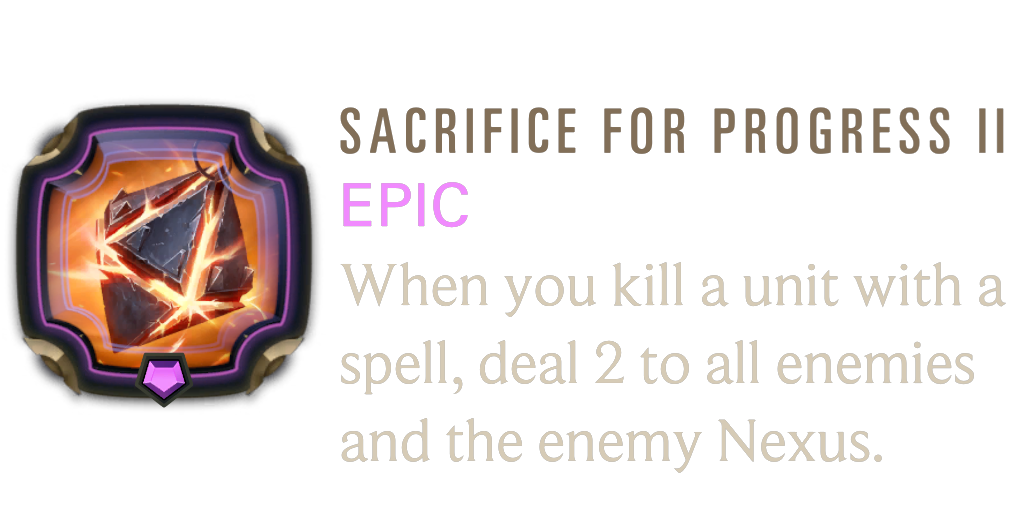 SACRIFICE FOR PROGRESS II
EPIC
When you kill a unit with a
spell, deal 2 to all enemies
and the enemy Nexus.